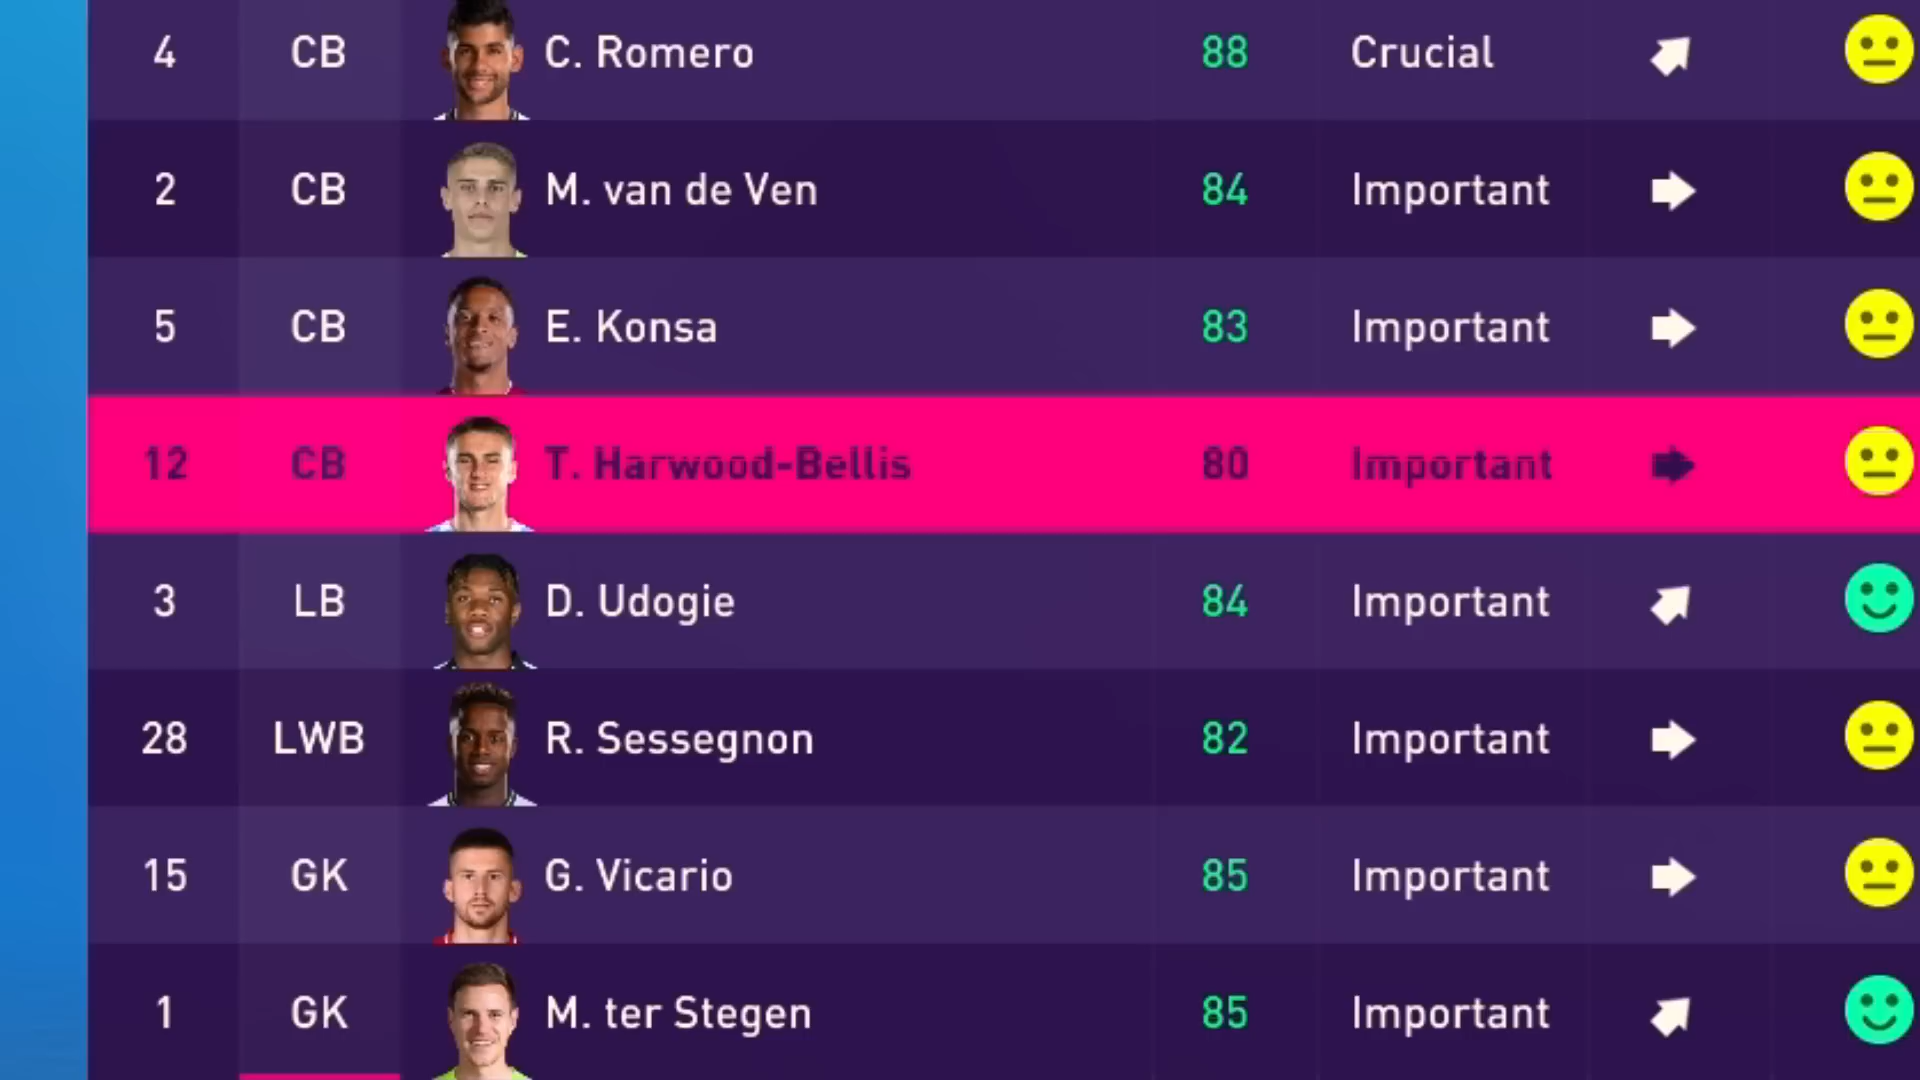 4 CB C. Romero 88 Crucial
2 CB M. van de Ven 84 Important
5 CB E. Konsa 83 Important
12 CB T. Harwood-Bellis 80 Important
3 LB D. Udogie 84 Important
28 LWB R. Sessegnon 82 Important
15 GK G. Vicario 85 Important
1 GK M. ter Stegen 85 Important